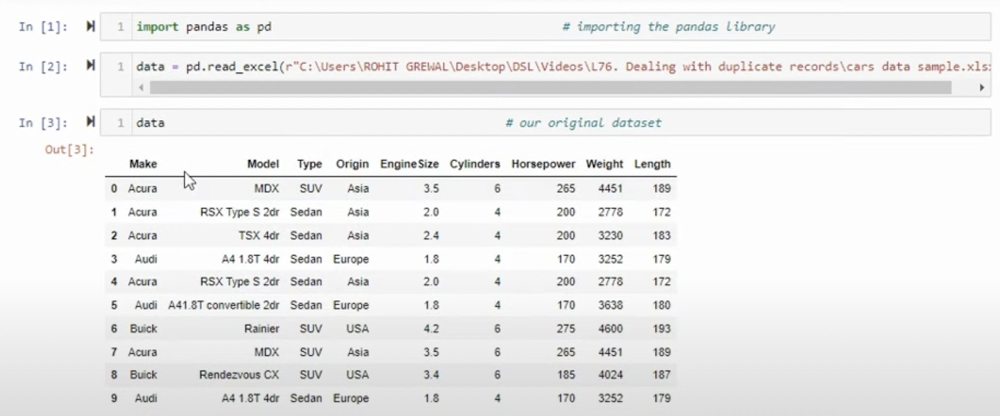 In [1]: 1 import pandas as pd # importing the pandas library
In [2]: 1 data = pd.read_excel(r"C:\Users\ROHIT GREWAL\Desktop\DSL\Videos\L76. Dealing with duplicate records\cars data sample.xls
In [3]: 1 data # our original dataset
Out[3]:
Make Model Type Origin EngineSize Cylinders Horsepower Weight Length
0 Acura MDX SUV Asia 3.5 6 265 4451 189
1 Acura RSX Type S 2dr Sedan Asia 2.0 4 200 2778 172
2 Acura TSX 4dr Sedan Asia 2.4 4 200 3230 183
3 Audi A4 1.8T 4dr Sedan Europe 1.8 4 170 3252 179
4 Acura RSX Type S 2dr Sedan Asia 2.0 4 200 2778 172
5 Audi A41.8T convertible 2dr Sedan Europe 1.8 4 170 3638 180
6 Buick Rainier SUV USA 4.2 6 275 4600 193
7 Acura MDX SUV Asia 3.5 6 265 4451 189
8 Buick Rendezvous CX SUV USA 3.4 6 185 4024 187
9 Audi A4 1.8T 4dr Sedan Europe 1.8 4 170 3252 179